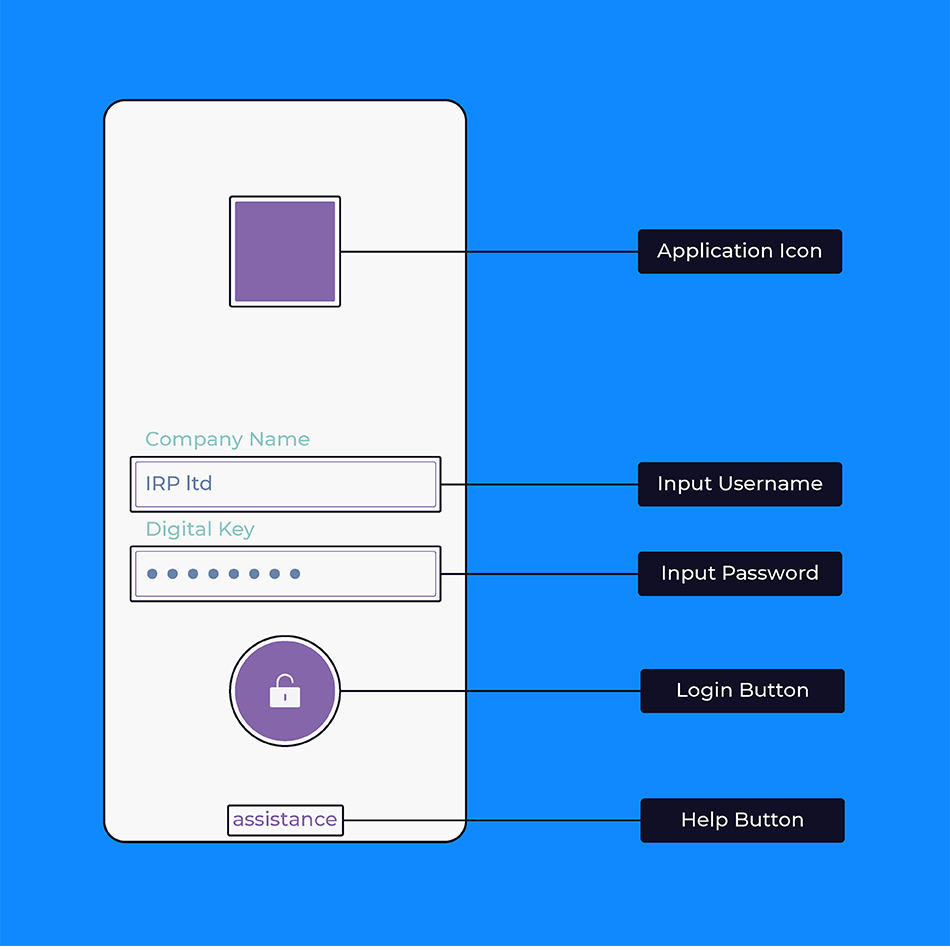 Application Icon
Company Name
IRP ltd
Input Username
Digital Key
Input Password
Login Button
assistance
Help Button